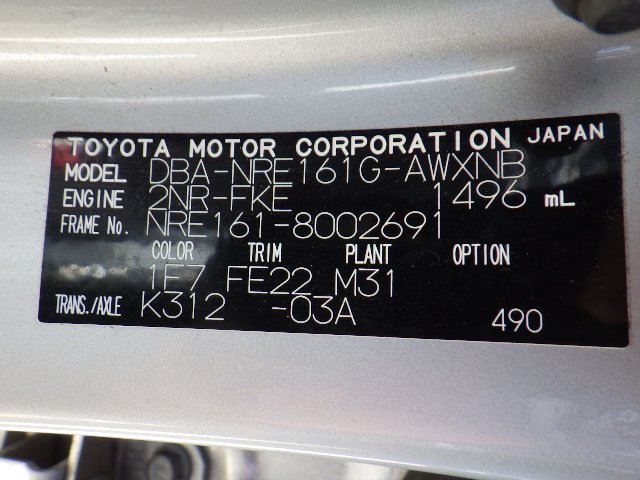 TOYOTA MOTOR CORPORATION JAPAN
MODEL DBA-NRE161G-AWXNB
ENGINE 2NR-FKE 1496 mL
FRAME No. NRE161-8002691
COLOR TRIM PLANT OPTION
1F7 FE22 M31
TRANS./AXLE K312 -03A 490